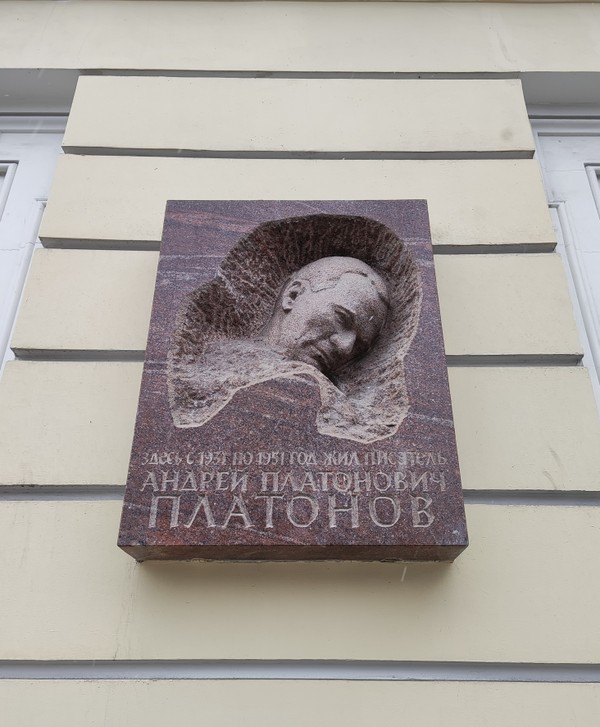 ЗДЕСЬ С 1931 ПО 1951 ГОД ЖИЛ ПИСАТЕЛЬ
АНДРЕЙ ПЛАТОНОВИЧ
ПЛАТОНОВ